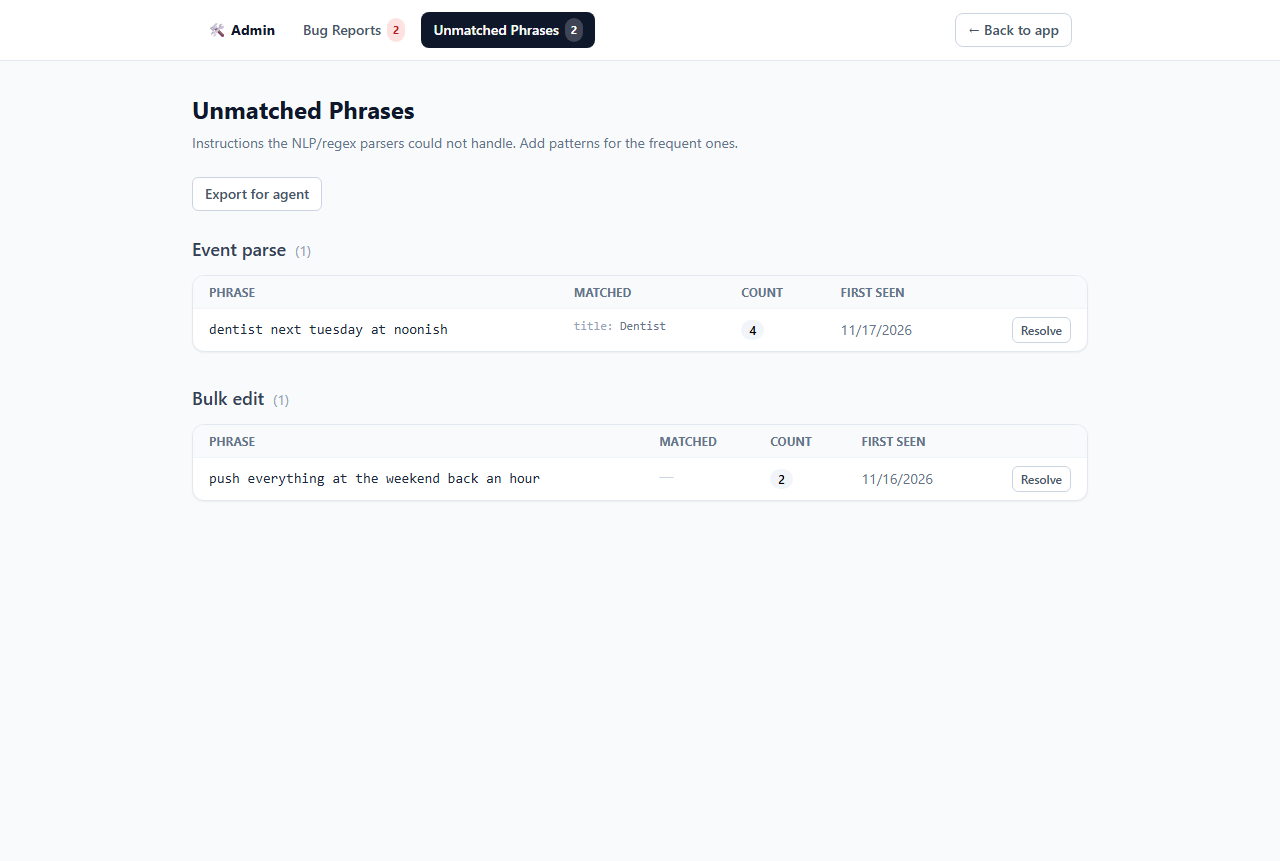 🛠️ Admin Bug Reports 2 Unmatched Phrases 2 ← Back to app
Unmatched Phrases
Instructions the NLP/regex parsers could not handle. Add patterns for the frequent ones.
Export for agent
Event parse (1)
PHRASE MATCHED COUNT FIRST SEEN
dentist next tuesday at noonish title: Dentist 4 11/17/2026 Resolve
Bulk edit (1)
PHRASE MATCHED COUNT FIRST SEEN
push everything at the weekend back an hour — 2 11/16/2026 Resolve